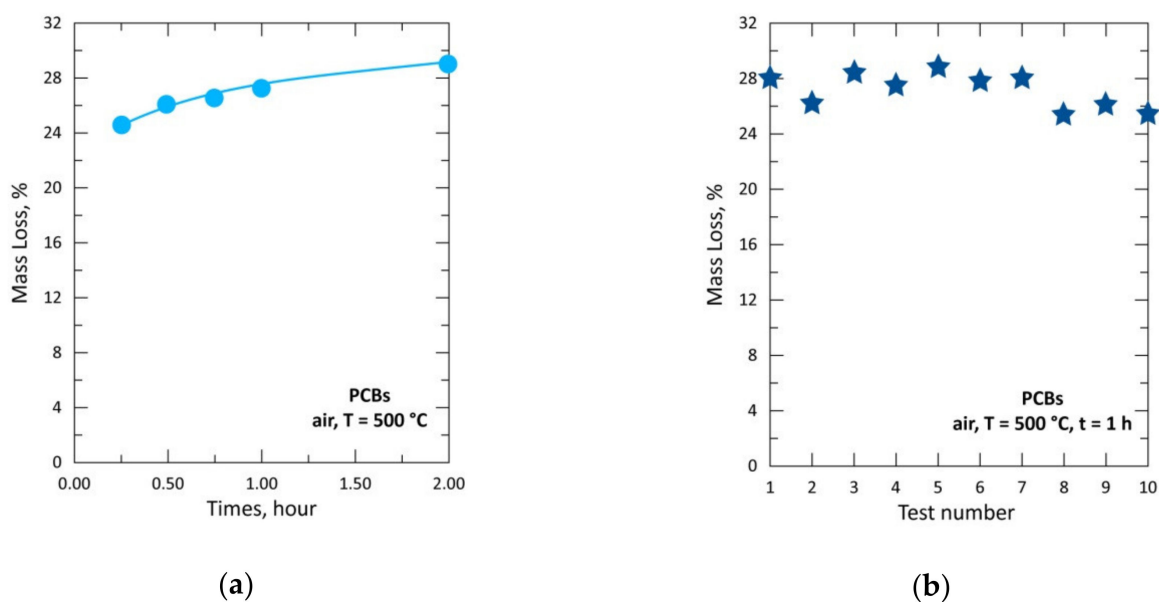 32
28
24
20
16
12
8
4
0
Mass Loss, %
PCBs
air, T = 500 °C
0.00 0.50 1.00 1.50 2.00
Times, hour
(a)
32
28
24
20
16
12
8
4
0
Mass Loss, %
PCBs
air, T = 500 °C, t = 1 h
1 2 3 4 5 6 7 8 9 10
Test number
(b)